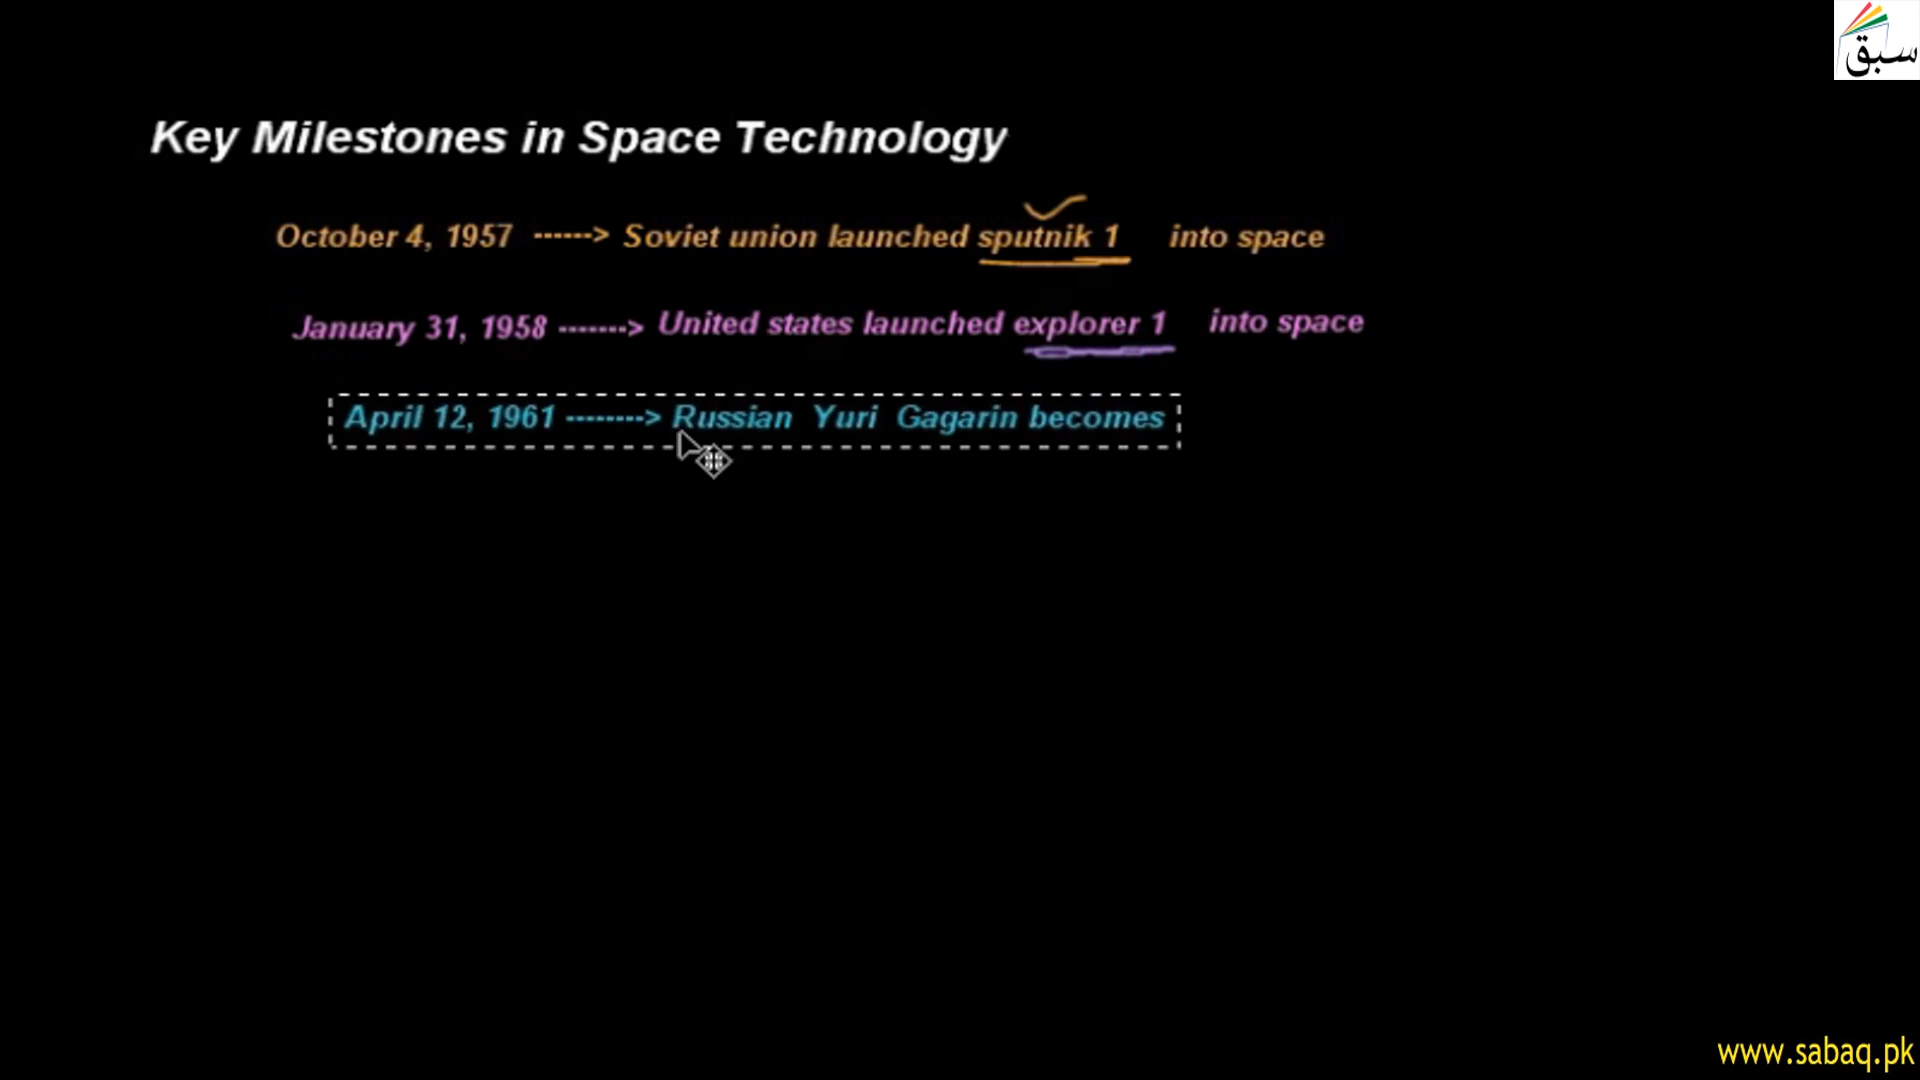 سبق
Key Milestones in Space Technology
October 4, 1957 ------> Soviet union launched sputnik 1 into space
January 31, 1958 -------> United states launched explorer 1 into space
April 12, 1961 --------> Russian Yuri Gagarin becomes
www.sabaq.pk